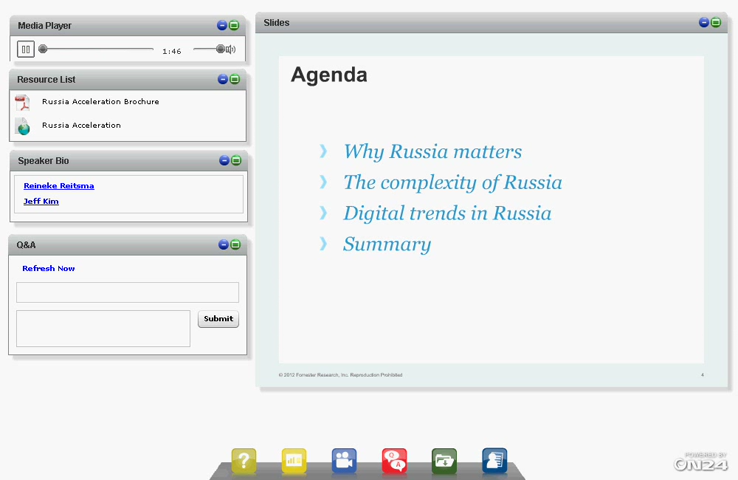 Media Player
1:46
Resource List
Russia Acceleration Brochure
Russia Acceleration
Speaker Bio
Reineke Reitsma
Jeff Kim
Q&A
Refresh Now
Submit
Slides
Agenda
Why Russia matters
The complexity of Russia
Digital trends in Russia
Summary
© 2012 Forrester Research, Inc. Reproduction Prohibited
4
?
Q
A
POWERED BY
ON24